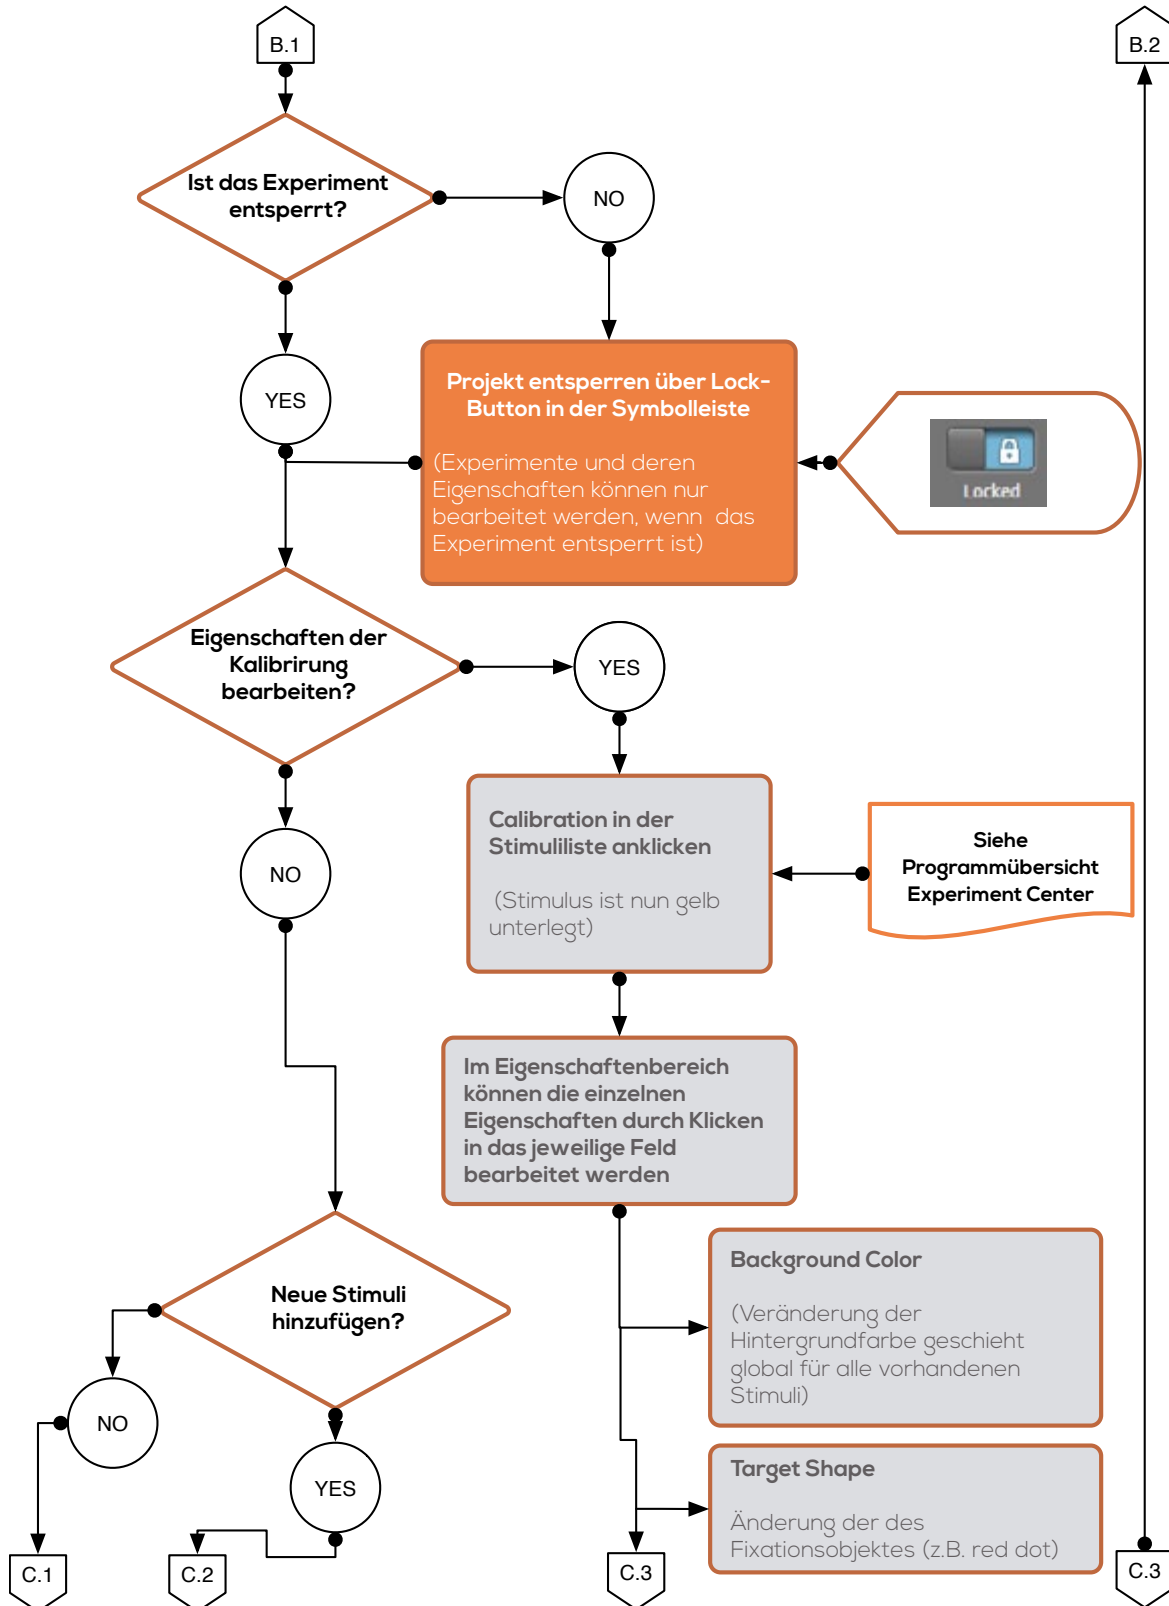 B.1
B.2
Ist das Experiment
entsperrt?
NO
YES
Projekt entsperren über Lock-
Button in der Symbolleiste
(Experimente und deren
Eigenschaften können nur
bearbeitet werden, wenn das
Experiment entsperrt ist)
Locked
Eigenschaften der
Kalibrirung
bearbeiten?
YES
NO
Calibration in der
Stimuliliste anklicken
(Stimulus ist nun gelb
unterlegt)
Siehe
Programmübersicht
Experiment Center
Im Eigenschaftenbereich
können die einzelnen
Eigenschaften durch Klicken
in das jeweilige Feld
bearbeitet werden
Neue Stimuli
hinzufügen?
NO
YES
Background Color
(Veränderung der
Hintergrundfarbe geschieht
global für alle vorhandenen
Stimuli)
Target Shape
Änderung der des
Fixationsobjektes (z.B. red dot)
C.1
C.2
C.3
C.3